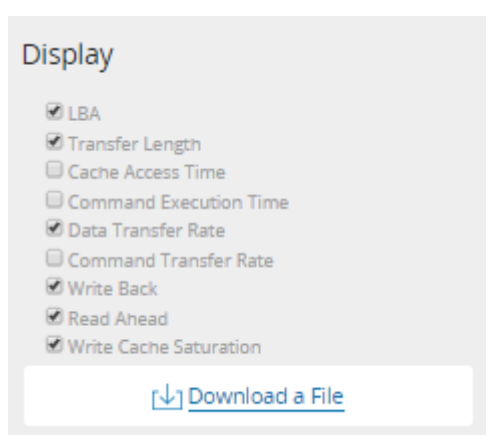 Display
LBA
Transfer Length
Cache Access Time
Command Execution Time
Data Transfer Rate
Command Transfer Rate
Write Back
Read Ahead
Write Cache Saturation
Download a File